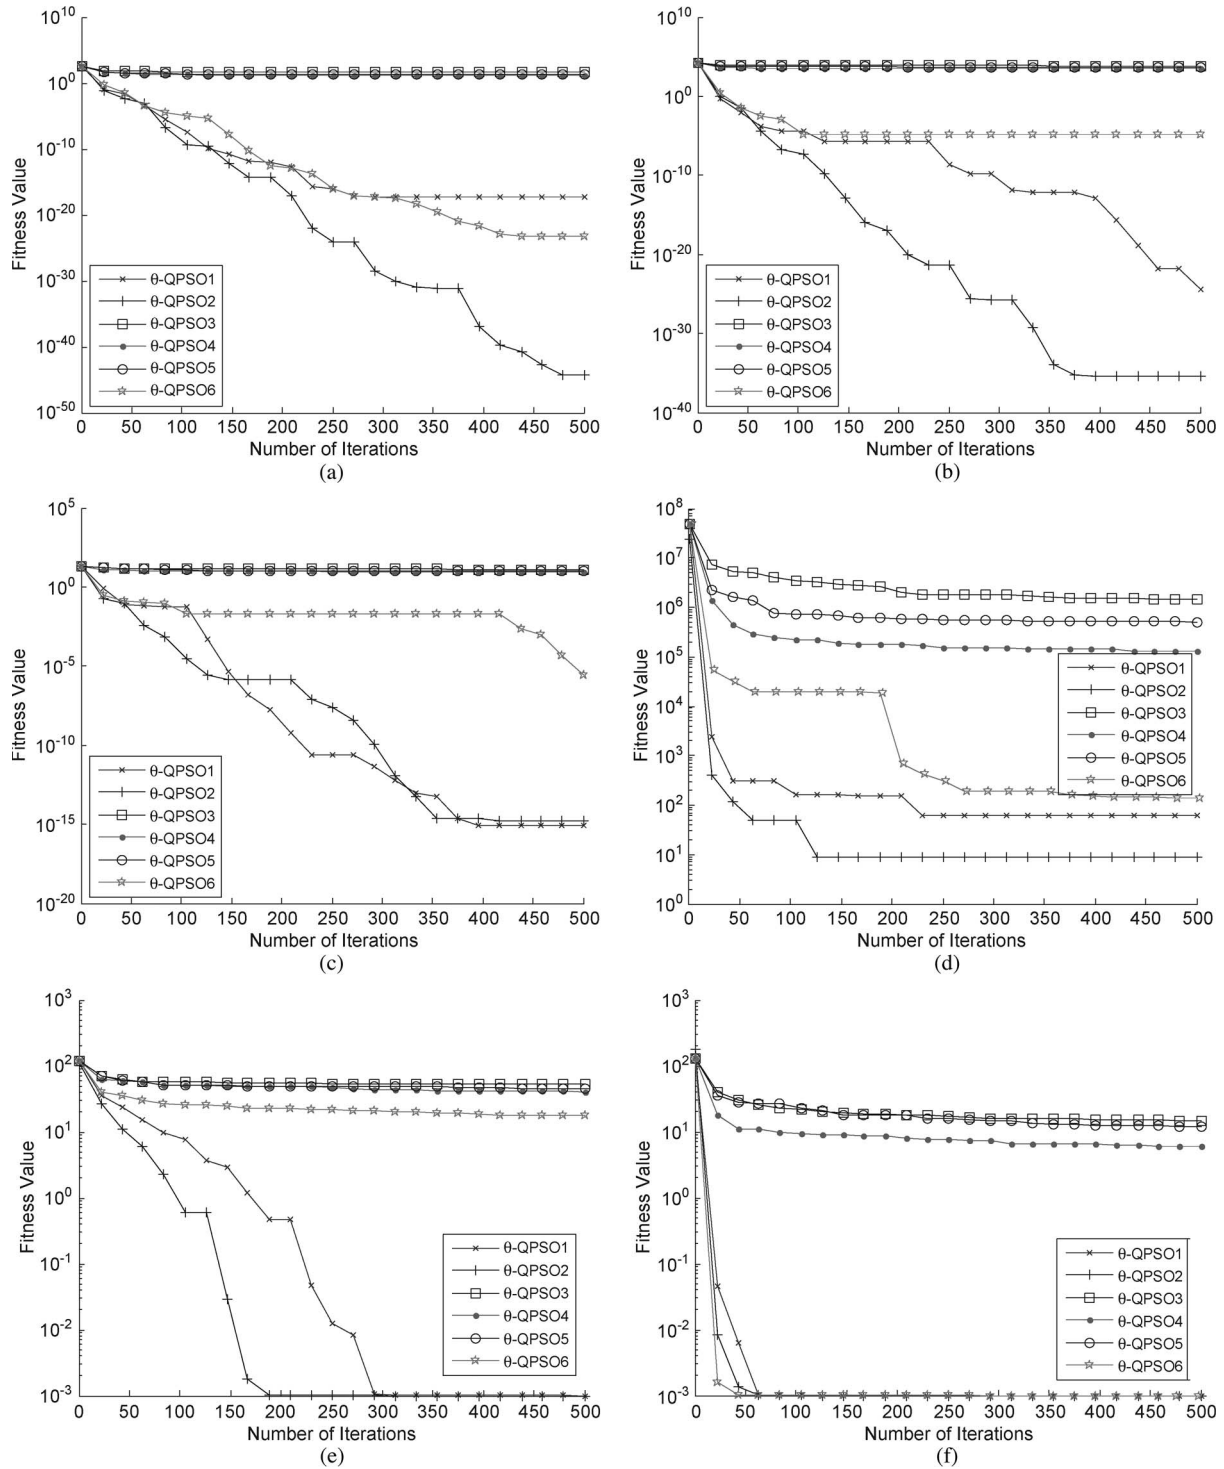 10^10
10^0
10^-10
10^-20
10^-30
10^-40
10^-50
Fitness Value
θ-QPSO1
θ-QPSO2
θ-QPSO3
θ-QPSO4
θ-QPSO5
θ-QPSO6
0 50 100 150 200 250 300 350 400 450 500
Number of Iterations
(a)
10^10
10^0
10^-10
10^-20
10^-30
10^-40
Fitness Value
θ-QPSO1
θ-QPSO2
θ-QPSO3
θ-QPSO4
θ-QPSO5
θ-QPSO6
0 50 100 150 200 250 300 350 400 450 500
Number of Iterations
(b)
10^5
10^0
10^-5
10^-10
10^-15
10^-20
Fitness Value
θ-QPSO1
θ-QPSO2
θ-QPSO3
θ-QPSO4
θ-QPSO5
θ-QPSO6
0 50 100 150 200 250 300 350 400 450 500
Number of Iterations
(c)
10^8
10^7
10^6
10^5
10^4
10^3
10^2
10^1
10^0
Fitness Value
θ-QPSO1
θ-QPSO2
θ-QPSO3
θ-QPSO4
θ-QPSO5
θ-QPSO6
0 50 100 150 200 250 300 350 400 450 500
Number of Iterations
(d)
10^3
10^2
10^1
10^0
10^-1
10^-2
10^-3
Fitness Value
θ-QPSO1
θ-QPSO2
θ-QPSO3
θ-QPSO4
θ-QPSO5
θ-QPSO6
0 50 100 150 200 250 300 350 400 450 500
Number of Iterations
(e)
10^3
10^2
10^1
10^0
10^-1
10^-2
10^-3
Fitness Value
θ-QPSO1
θ-QPSO2
θ-QPSO3
θ-QPSO4
θ-QPSO5
θ-QPSO6
0 50 100 150 200 250 300 350 400 450 500
Number of Iterations
(f)